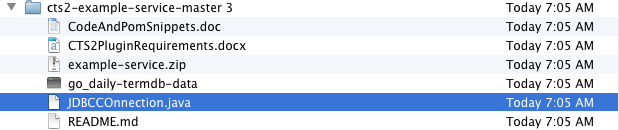 cts2-example-service-master 3 Today 7:05 AM
CodeAndPomSnippets.doc Today 7:05 AM
CTS2PluginRequirements.docx Today 7:05 AM
example-service.zip Today 7:05 AM
go_daily-termdb-data Today 7:05 AM
JDBCCOnnection.java Today 7:05 AM
README.md Today 7:05 AM